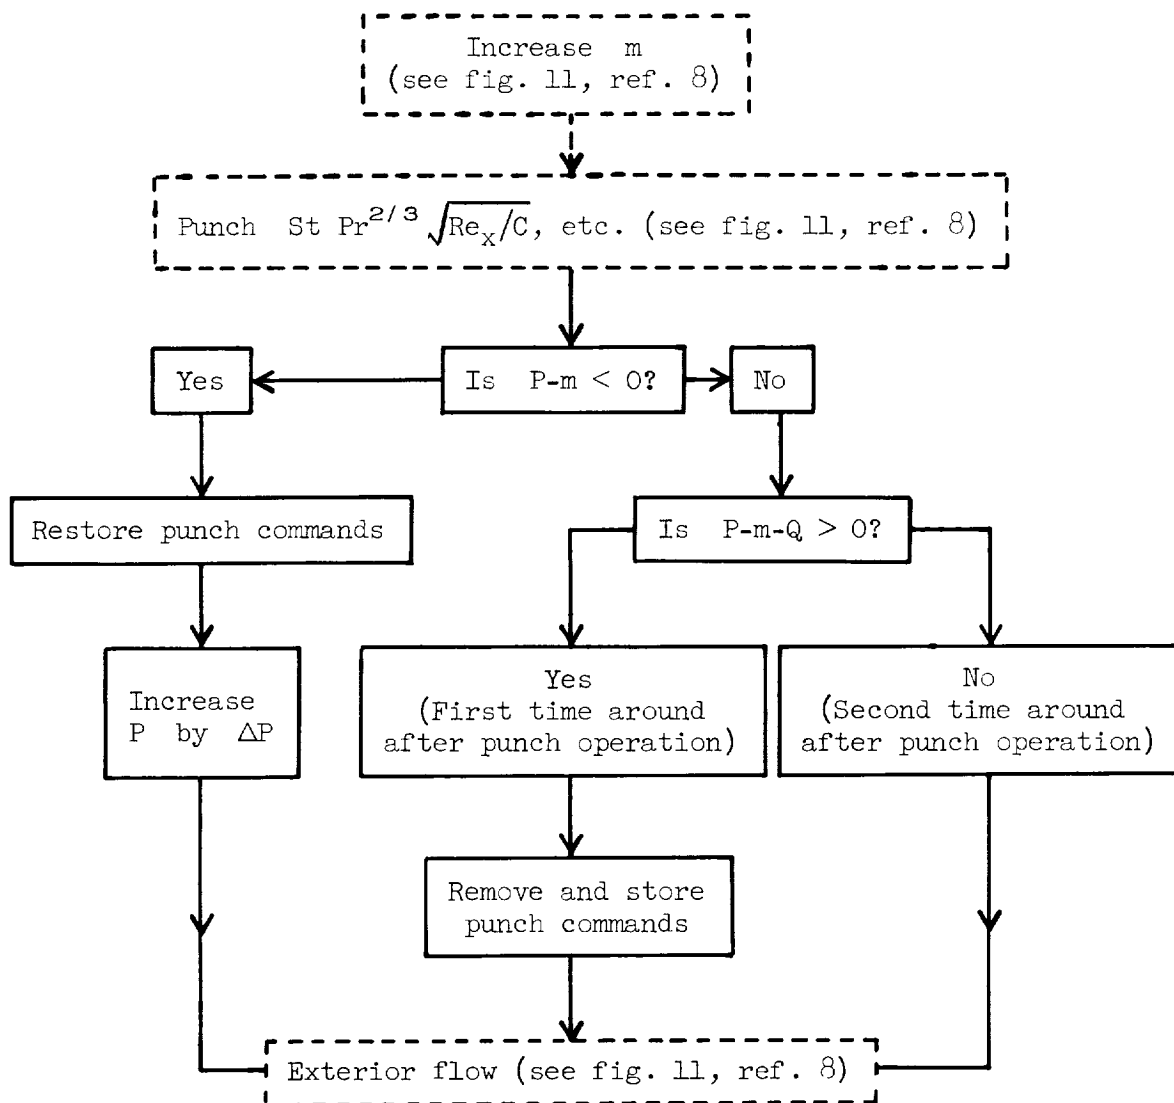 Increase m
(see fig. 11, ref. 8)
Punch St Pr^2/3 √Re_x/C, etc. (see fig. 11, ref. 8)
Yes
Is P-m < 0?
No
Restore punch commands
Is P-m-Q > 0?
Increase
P by ΔP
Yes
(First time around
after punch operation)
No
(Second time around
after punch operation)
Remove and store
punch commands
Exterior flow (see fig. 11, ref. 8)